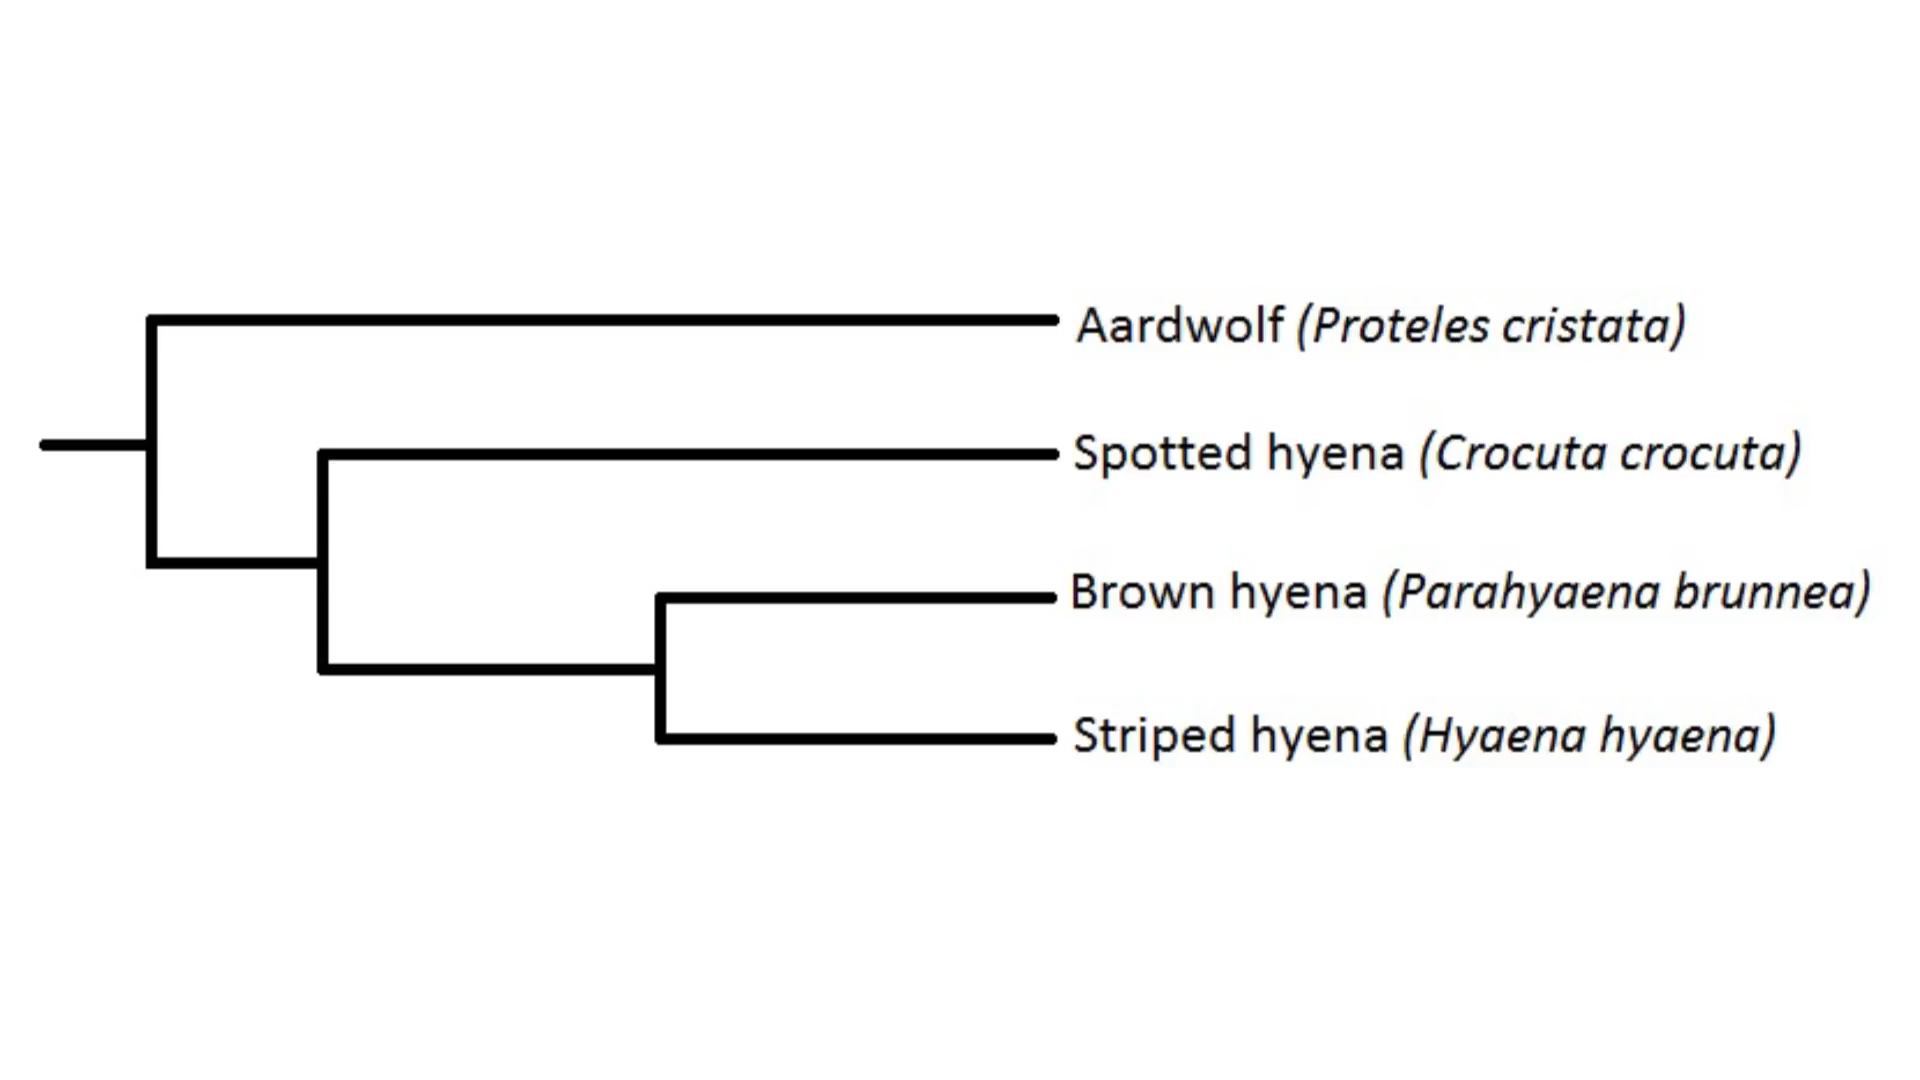 Aardwolf (Proteles cristata)
Spotted hyena (Crocuta crocuta)
Brown hyena (Parahyaena brunnea)
Striped hyena (Hyaena hyaena)